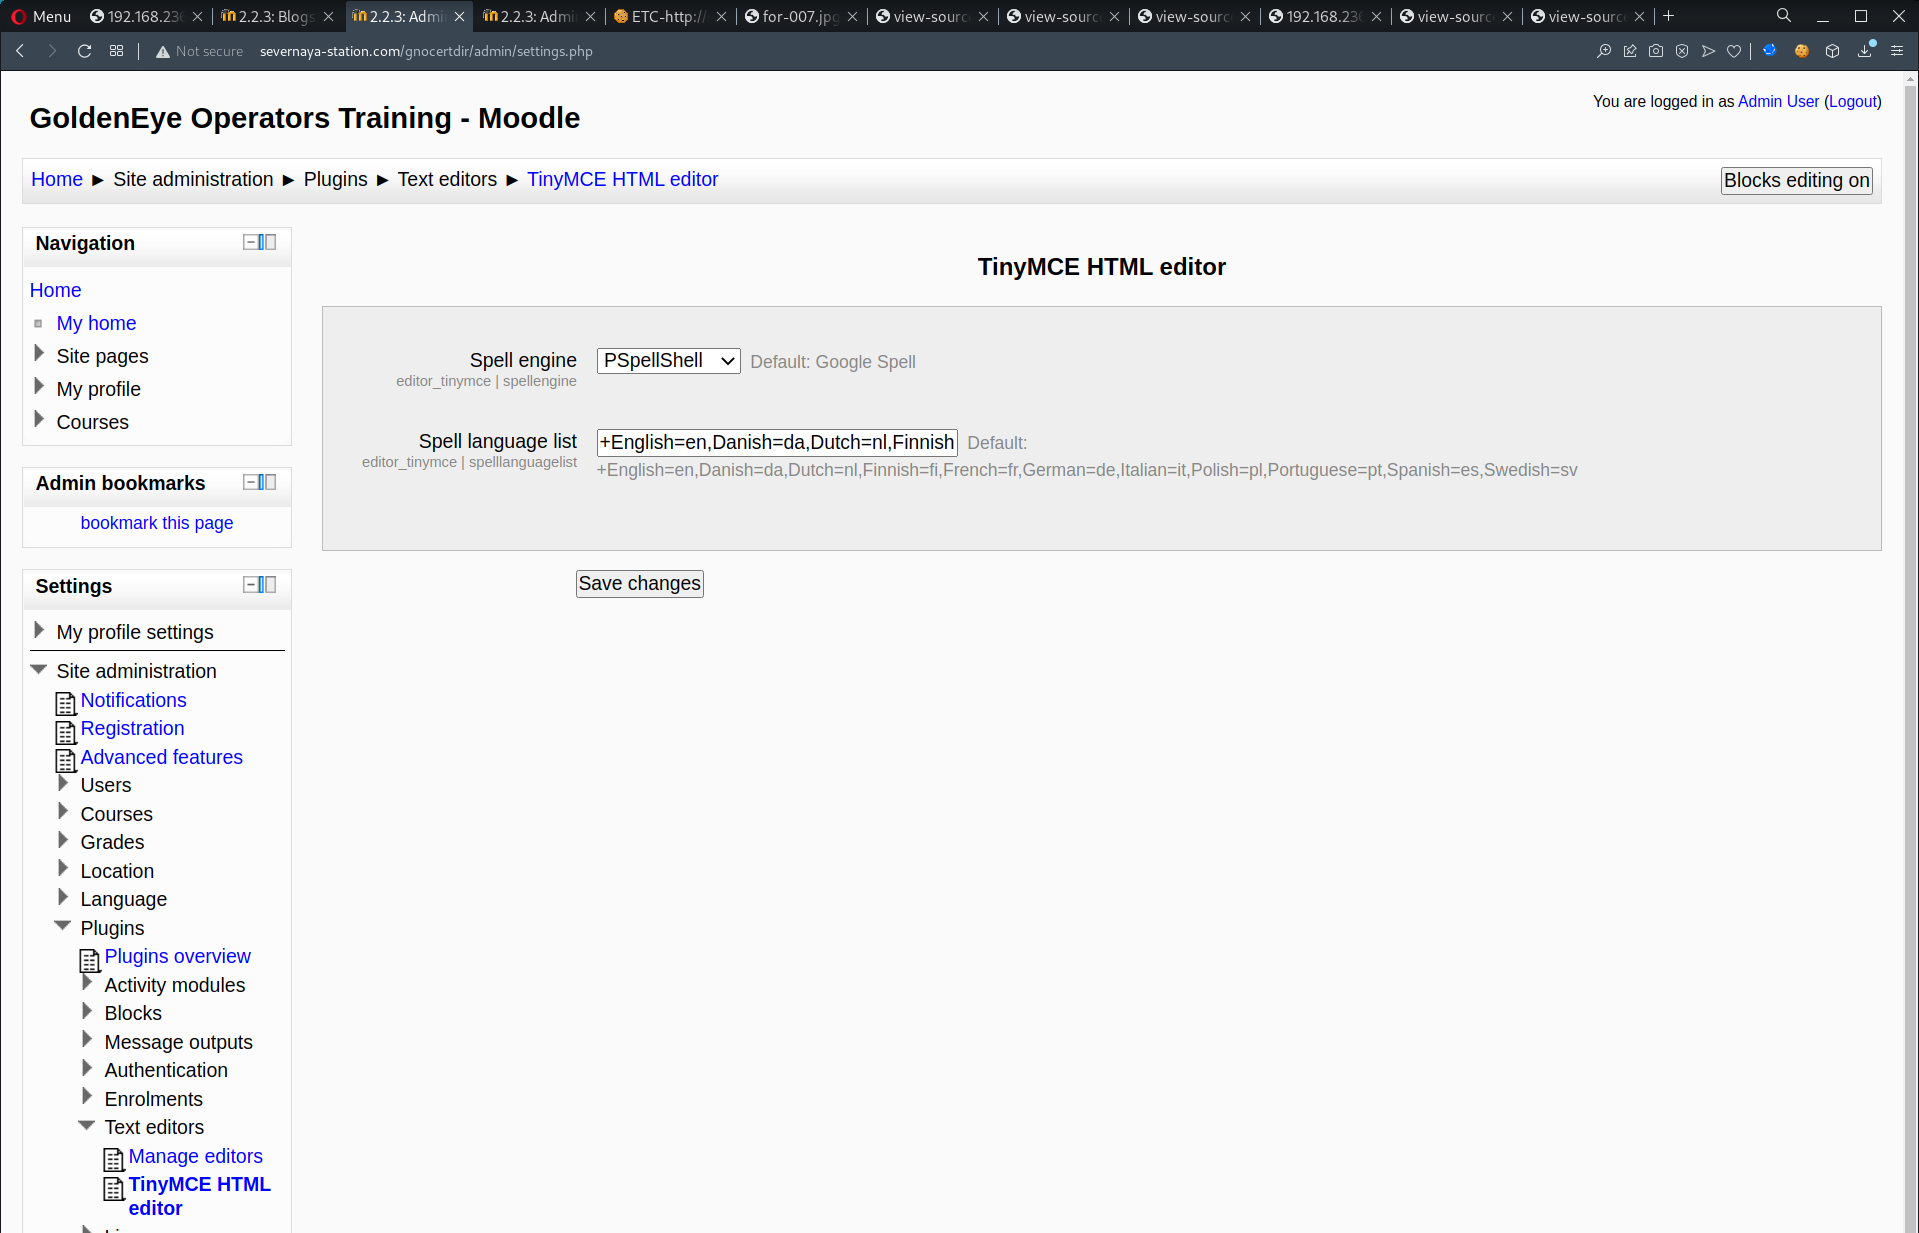 Menu 192.168.236 2.2.3: Blogs 2.2.3: Admi 2.2.3: Admi ETC-http:// for-007.jpg view-sourc view-sourc view-sourc 192.168.236 view-sourc view-sourc
Not secure severnaya-station.com/gnocertdir/admin/settings.php
GoldenEye Operators Training - Moodle
You are logged in as Admin User (Logout)
Home ► Site administration ► Plugins ► Text editors ► TinyMCE HTML editor
Blocks editing on
Navigation
Home
My home
Site pages
My profile
Courses
Admin bookmarks
bookmark this page
Settings
My profile settings
Site administration
Notifications
Registration
Advanced features
Users
Courses
Grades
Location
Language
Plugins
Plugins overview
Activity modules
Blocks
Message outputs
Authentication
Enrolments
Text editors
Manage editors
TinyMCE HTML
editor
TinyMCE HTML editor
Spell engine PSpellShell Default: Google Spell
editor_tinymce | spellengine
Spell language list +English=en,Danish=da,Dutch=nl,Finnish Default:
editor_tinymce | spelllanguagelist
+English=en,Danish=da,Dutch=nl,Finnish=fi,French=fr,German=de,Italian=it,Polish=pl,Portuguese=pt,Spanish=es,Swedish=sv
Save changes